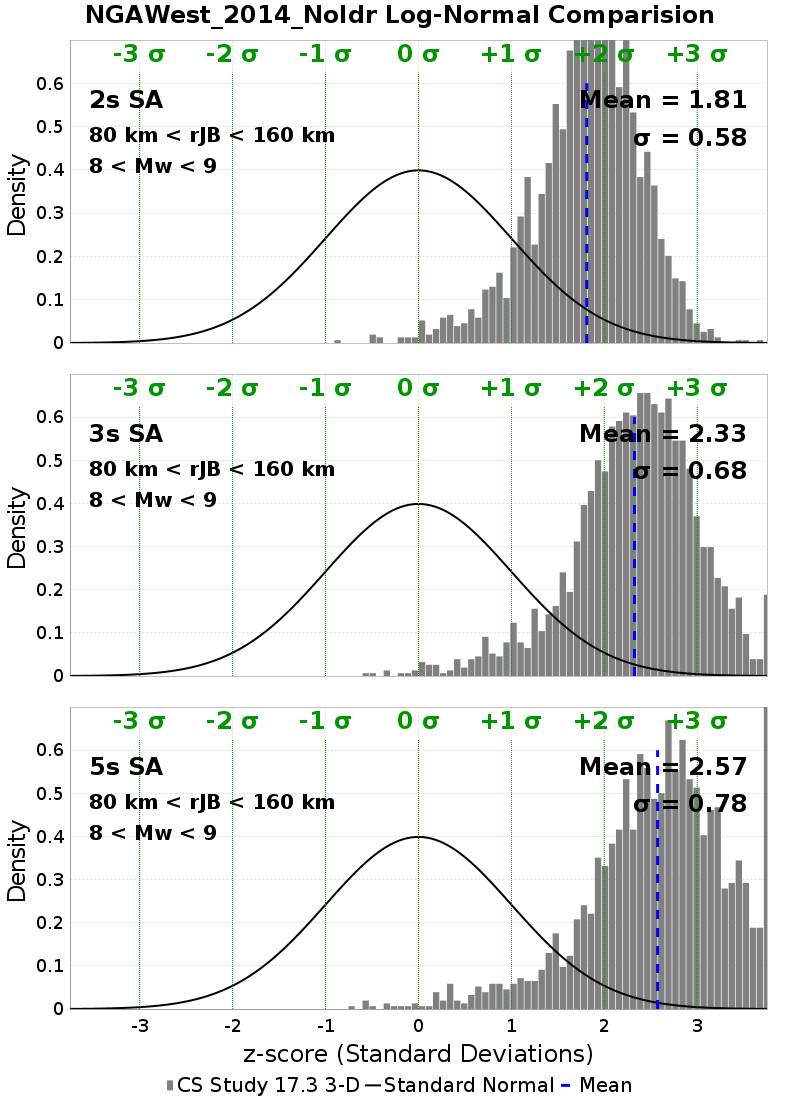 NGAWest_2014_NoIdr Log-Normal Comparision
-3 σ -2 σ -1 σ 0 σ +1 σ +2 σ +3 σ
2s SA
Mean = 1.81
80 km < rJB < 160 km
σ = 0.58
8 < Mw < 9
Density
0.6
0.5
0.4
0.3
0.2
0.1
0
-3 σ -2 σ -1 σ 0 σ +1 σ +2 σ +3 σ
3s SA
Mean = 2.33
80 km < rJB < 160 km
σ = 0.68
8 < Mw < 9
Density
0.6
0.5
0.4
0.3
0.2
0.1
0
-3 σ -2 σ -1 σ 0 σ +1 σ +2 σ +3 σ
5s SA
Mean = 2.57
80 km < rJB < 160 km
σ = 0.78
8 < Mw < 9
Density
0.6
0.5
0.4
0.3
0.2
0.1
0
-3 -2 -1 0 1 2 3
z-score (Standard Deviations)
CS Study 17.3 3-D Standard Normal Mean